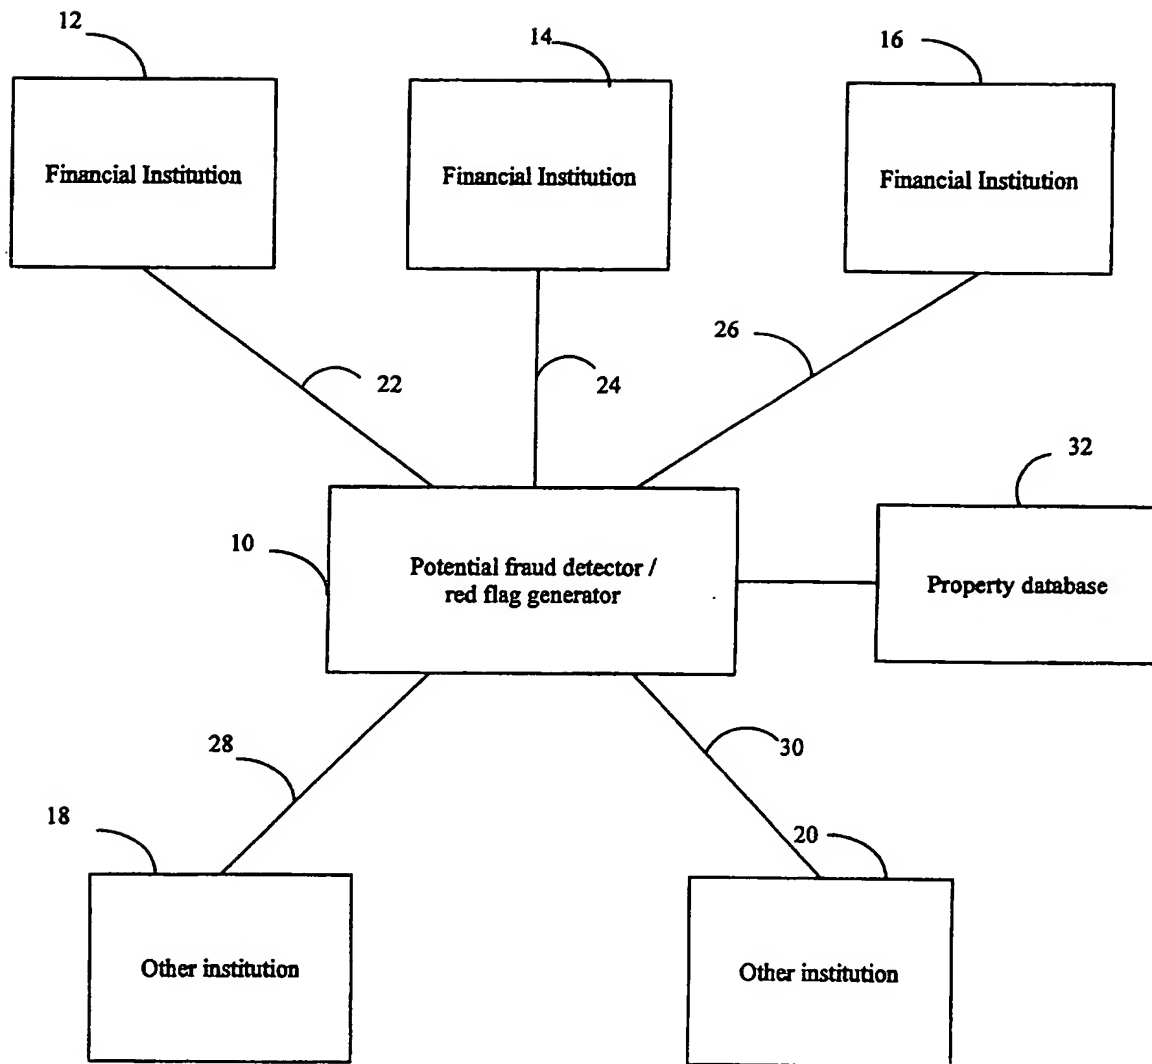 12
14
16
Financial Institution
Financial Institution
Financial Institution
22
24
26
32
10
Potential fraud detector /
red flag generator
Property database
28
30
18
20
Other institution
Other institution